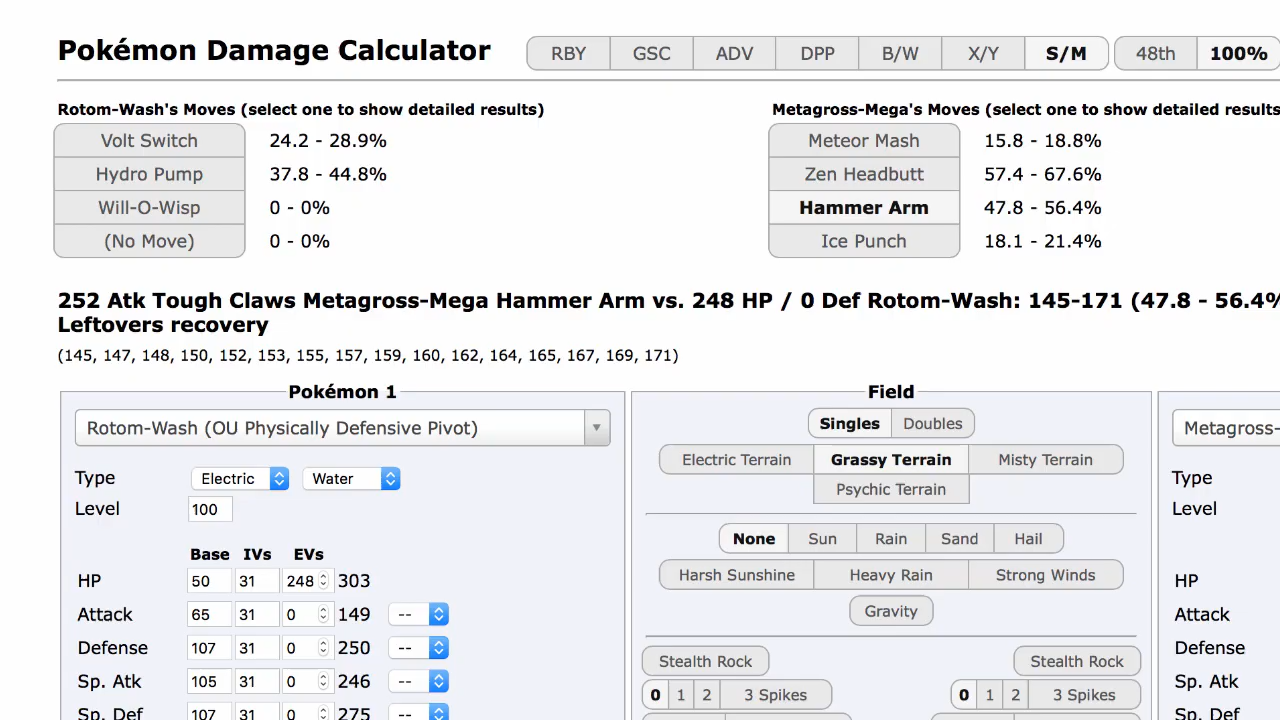 Pokémon Damage Calculator RBY GSC ADV DPP B/W X/Y S/M 48th 100%
Rotom-Wash's Moves (select one to show detailed results) Metagross-Mega's Moves (select one to show detailed results
Volt Switch 24.2 - 28.9% Meteor Mash 15.8 - 18.8%
Hydro Pump 37.8 - 44.8% Zen Headbutt 57.4 - 67.6%
Will-O-Wisp 0 - 0% Hammer Arm 47.8 - 56.4%
(No Move) 0 - 0% Ice Punch 18.1 - 21.4%
252 Atk Tough Claws Metagross-Mega Hammer Arm vs. 248 HP / 0 Def Rotom-Wash: 145-171 (47.8 - 56.4%
Leftovers recovery
(145, 147, 148, 150, 152, 153, 155, 157, 159, 160, 162, 164, 165, 167, 169, 171)
Pokémon 1 Field
Rotom-Wash (OU Physically Defensive Pivot) Singles Doubles Metagross-
Electric Terrain Grassy Terrain Misty Terrain
Type Electric Water Type
Psychic Terrain
Level 100 Level
None Sun Rain Sand Hail
Base IVs EVs
Harsh Sunshine Heavy Rain Strong Winds
HP 50 31 248 303 HP
Attack 65 31 0 149 -- Gravity Attack
Defense 107 31 0 250 -- Defense
Stealth Rock Stealth Rock
Sp. Atk 105 31 0 246 -- Sp. Atk
0 1 2 3 Spikes 0 1 2 3 Spikes
Sp. Def 107 31 0 275 -- Sp. Def